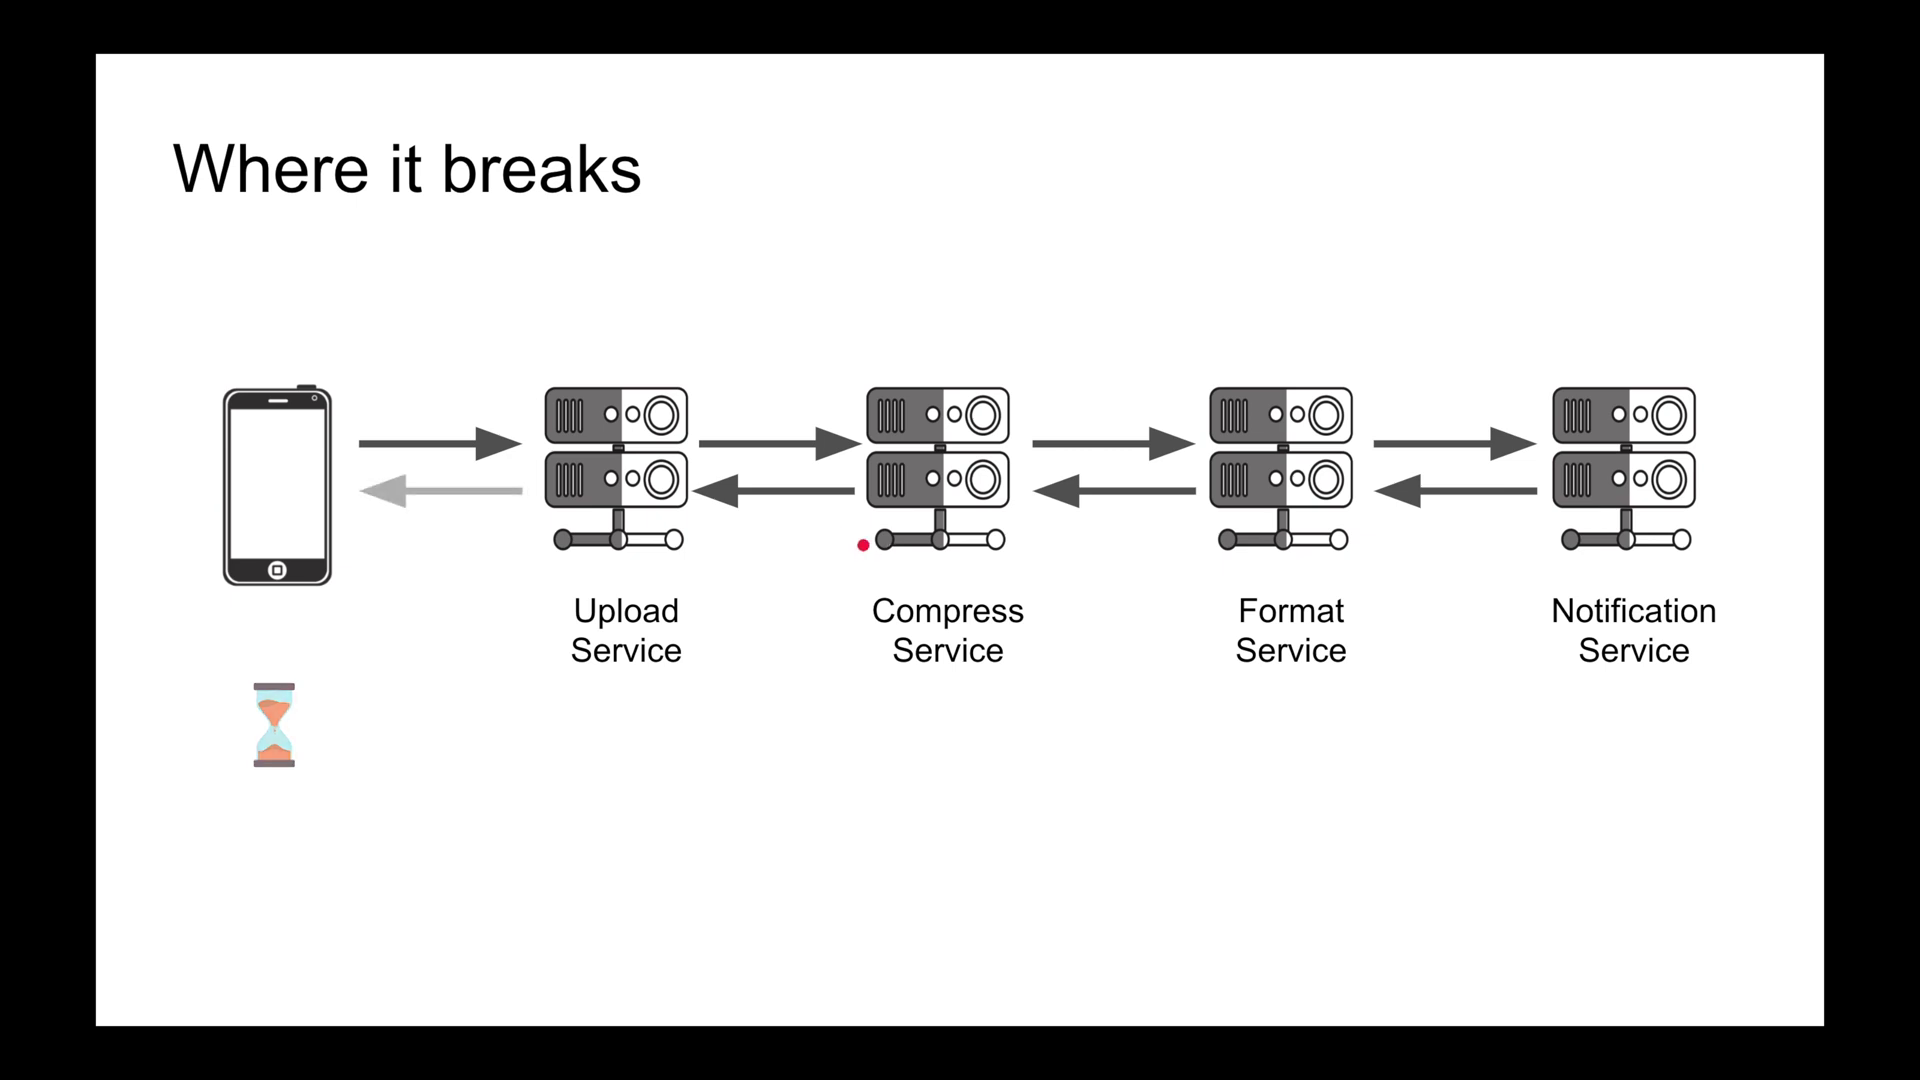 Where it breaks
Upload
Service
Compress
Service
Format
Service
Notification
Service